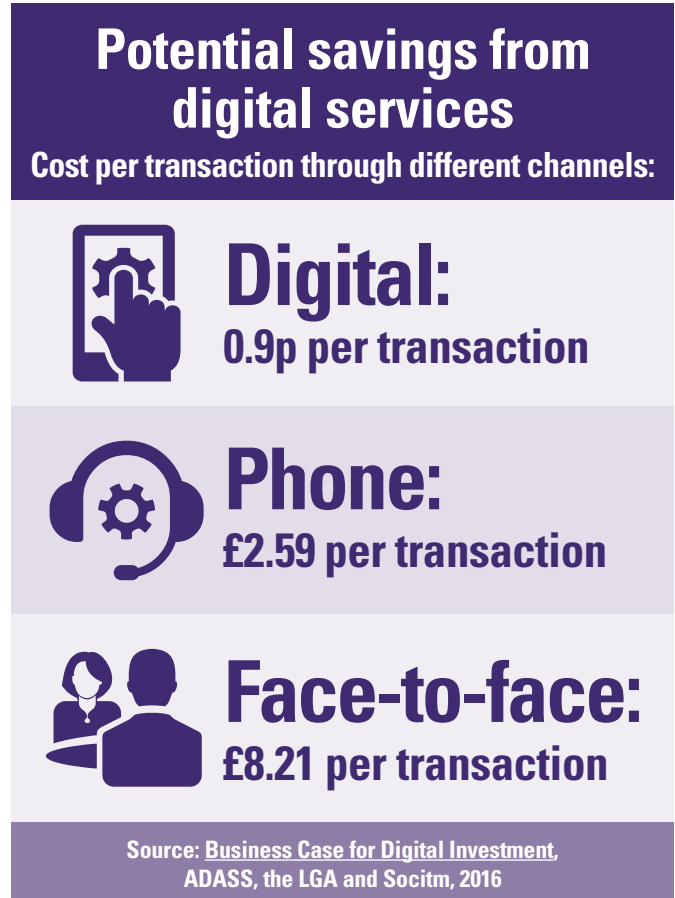 Potential savings from
digital services
Cost per transaction through different channels:
Digital:
0.9p per transaction
Phone:
£2.59 per transaction
Face-to-face:
£8.21 per transaction
Source: Business Case for Digital Investment,
ADASS, the LGA and Socitm, 2016